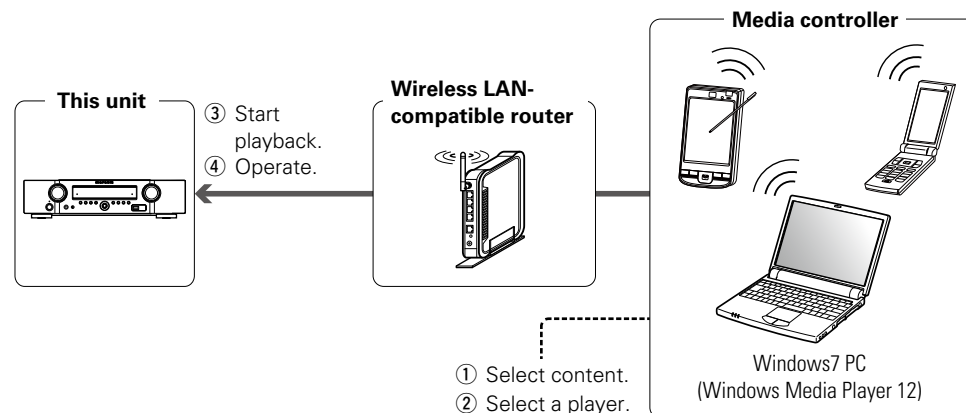 Media controller
This unit
③ Start
playback.
④ Operate.
Wireless LAN-
compatible router
Windows7 PC
(Windows Media Player 12)
① Select content.
② Select a player.